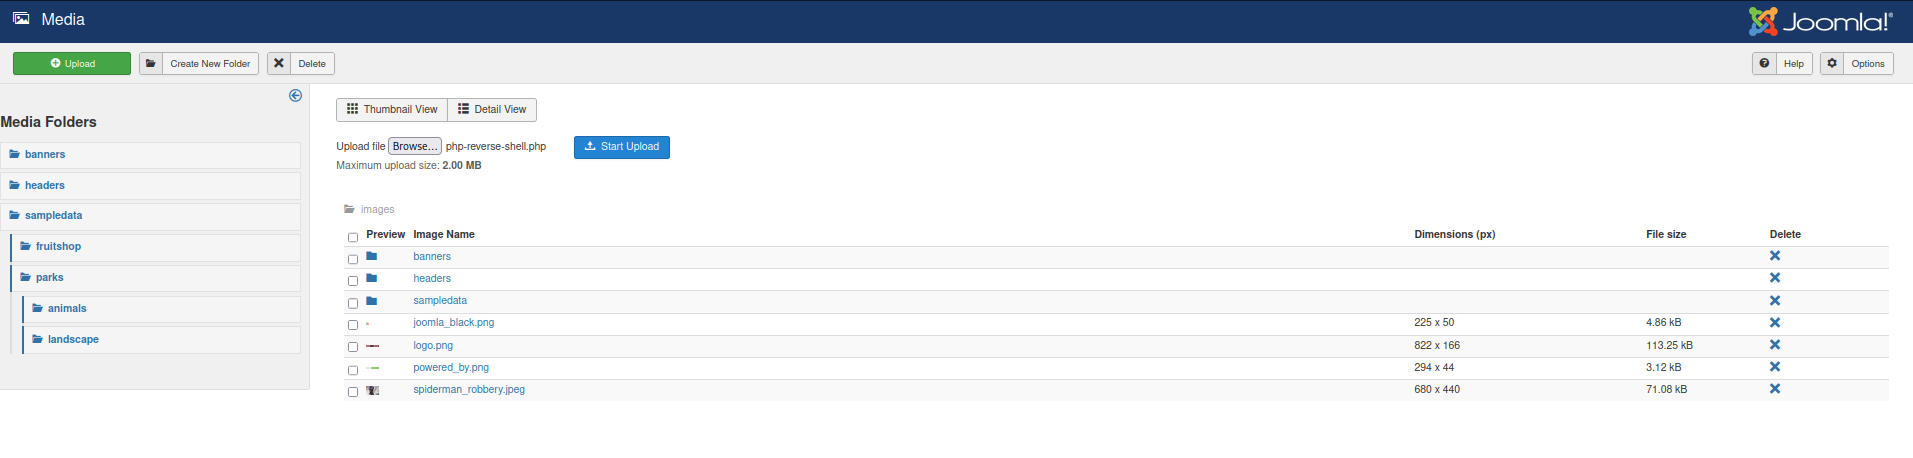 Media
Joomla!®
Upload
Create New Folder
Delete
Help
Options
Media Folders
banners
headers
sampledata
fruitshop
parks
animals
landscape
Thumbnail View
Detail View
Upload file Browse... php-reverse-shell.php Start Upload
Maximum upload size: 2.00 MB
images
Preview Image Name Dimensions (px) File size Delete
banners
headers
sampledata
joomla_black.png 225 x 50 4.86 kB
logo.png 822 x 166 113.25 kB
powered_by.png 294 x 44 3.12 kB
spiderman_robbery.jpeg 680 x 440 71.08 kB